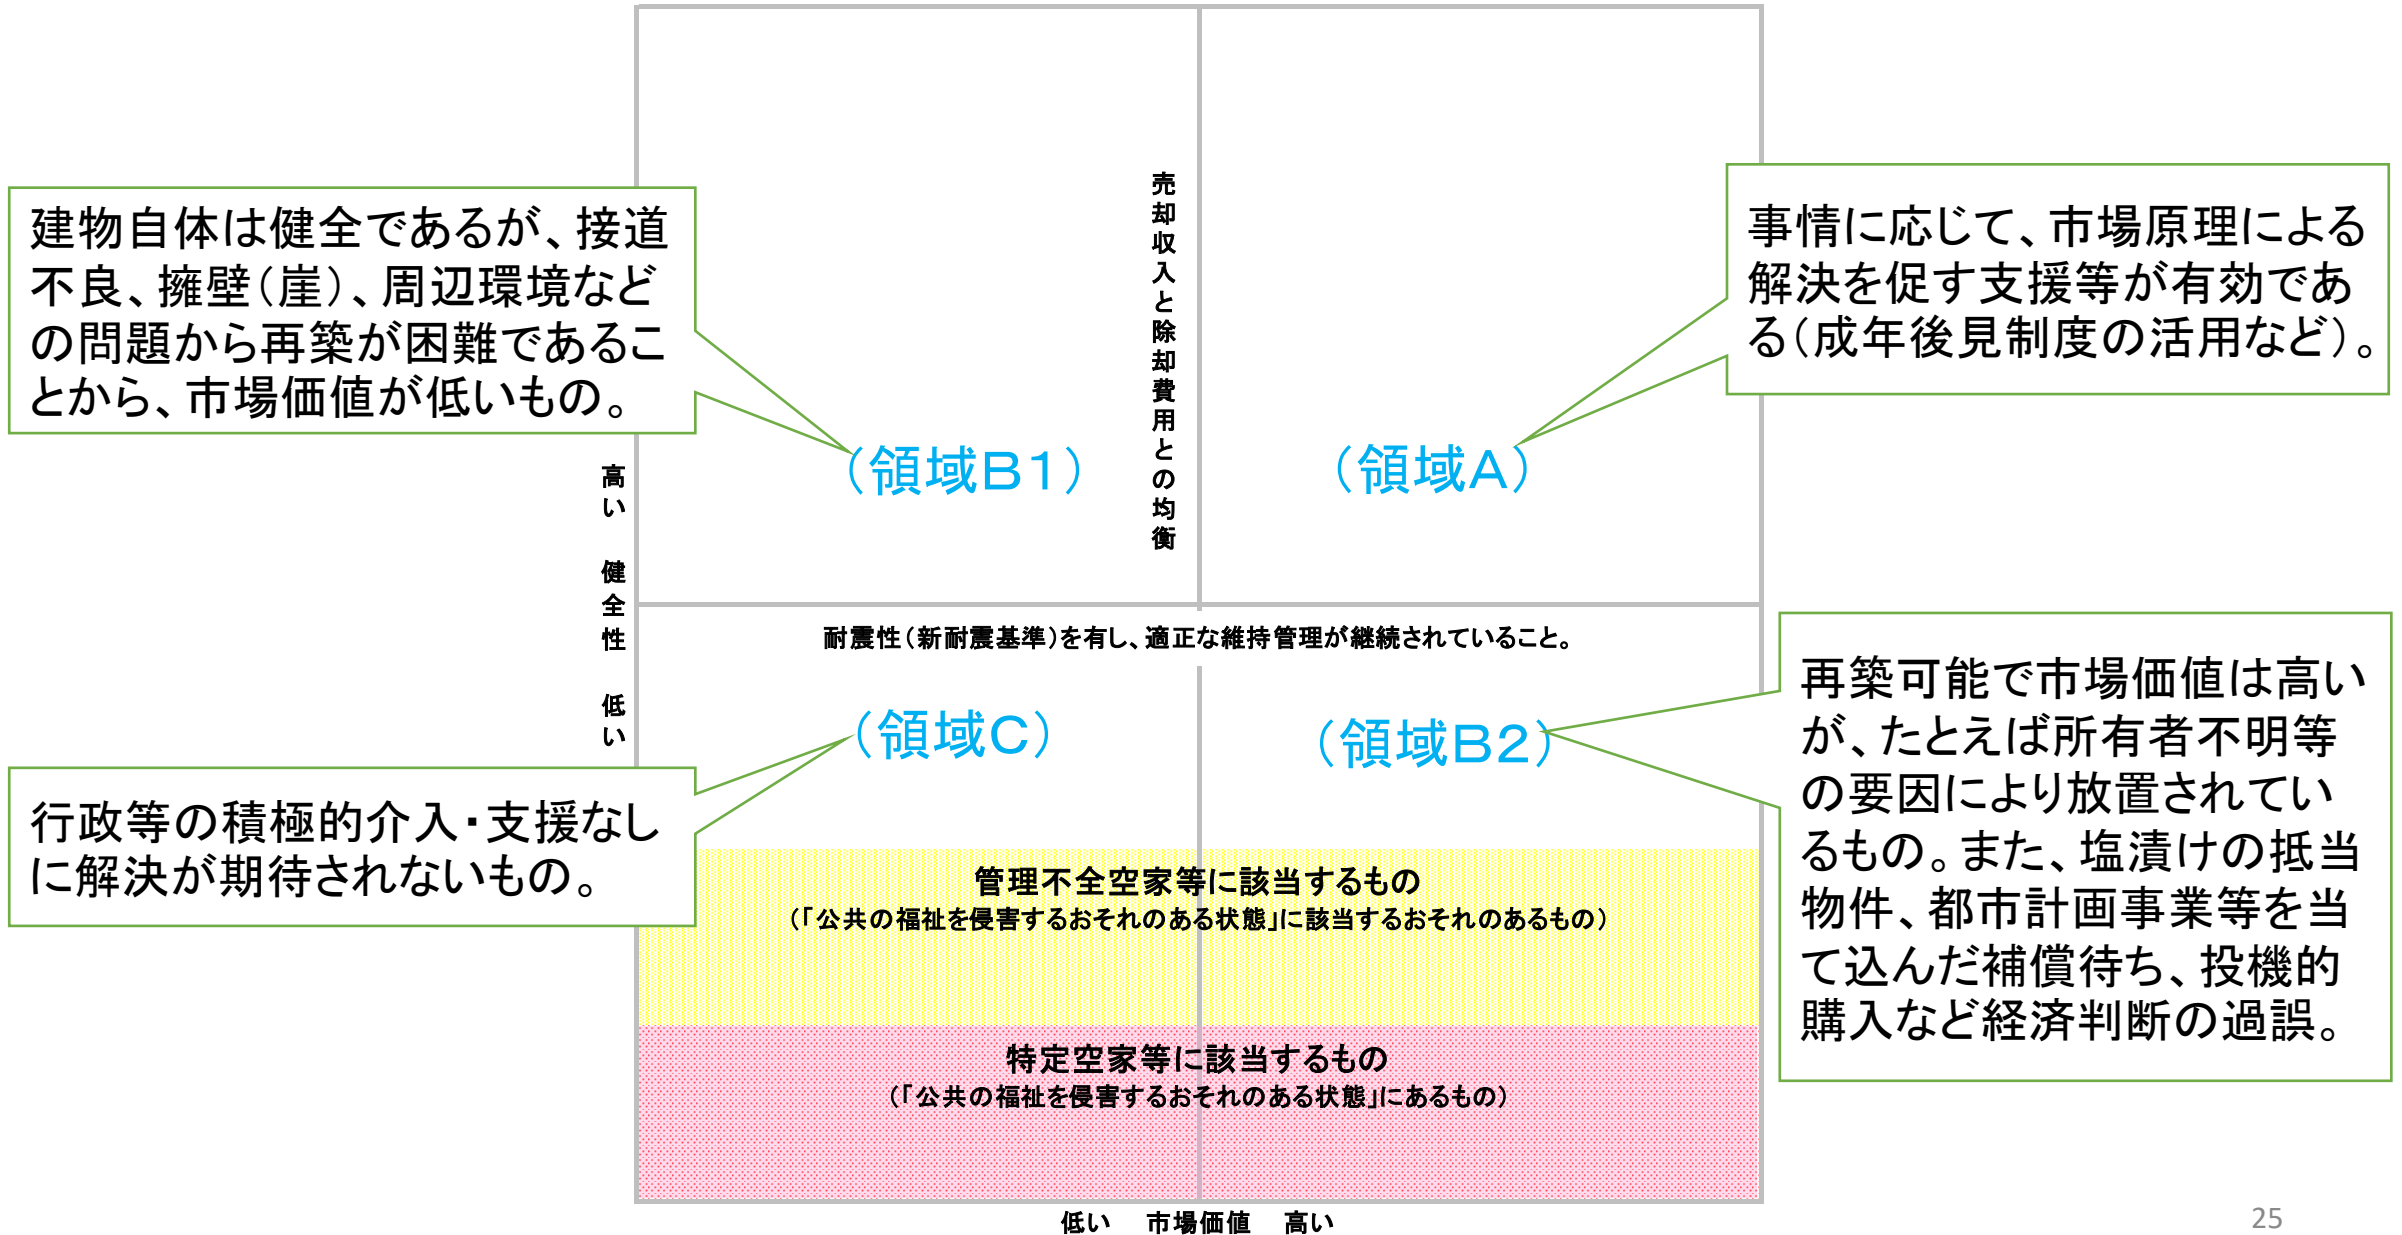 建物自体は健全であるが、接道
不良、擁壁（崖）、周辺環境など
の問題から再築が困難であるこ
とから、市場価値が低いもの。
売却収入と除却費用との均衡
事情に応じて、市場原理による
解決を促す支援等が有効であ
る（成年後見制度の活用など）。
（領域B1）
（領域A）
高い　健全性　低い
耐震性（新耐震基準）を有し、適正な維持管理が継続されていること。
（領域C）
（領域B2）
再築可能で市場価値は高い
が、たとえば所有者不明等
の要因により放置されてい
るもの。また、塩漬けの抵当
物件、都市計画事業等を当
て込んだ補償待ち、投機的
購入など経済判断の過誤。
行政等の積極的介入・支援なし
に解決が期待されないもの。
管理不全空家等に該当するもの
（「公共の福祉を侵害するおそれのある状態」に該当するおそれのあるもの）
特定空家等に該当するもの
（「公共の福祉を侵害するおそれのある状態」にあるもの）
低い　市場価値　高い
25